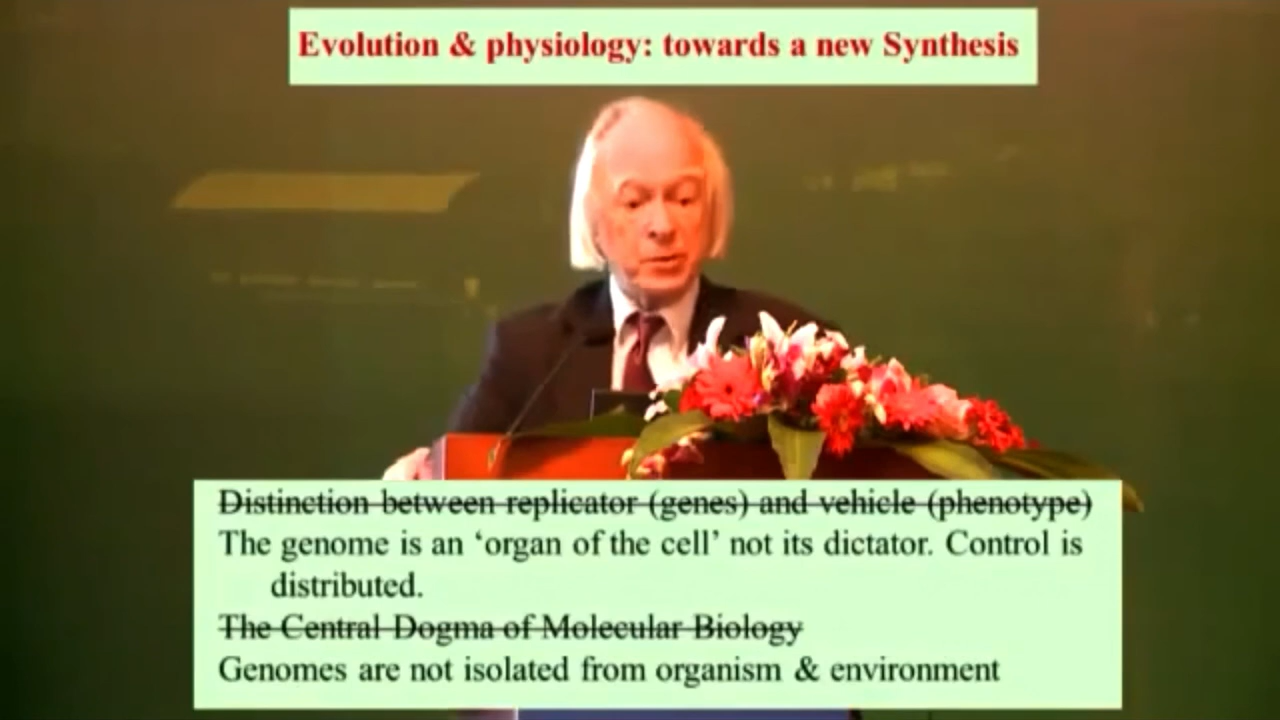 Evolution & physiology: towards a new Synthesis
Distinction between replicator (genes) and vehicle (phenotype)
The genome is an ‘organ of the cell’ not its dictator. Control is
distributed.
The Central Dogma of Molecular Biology
Genomes are not isolated from organism & environment